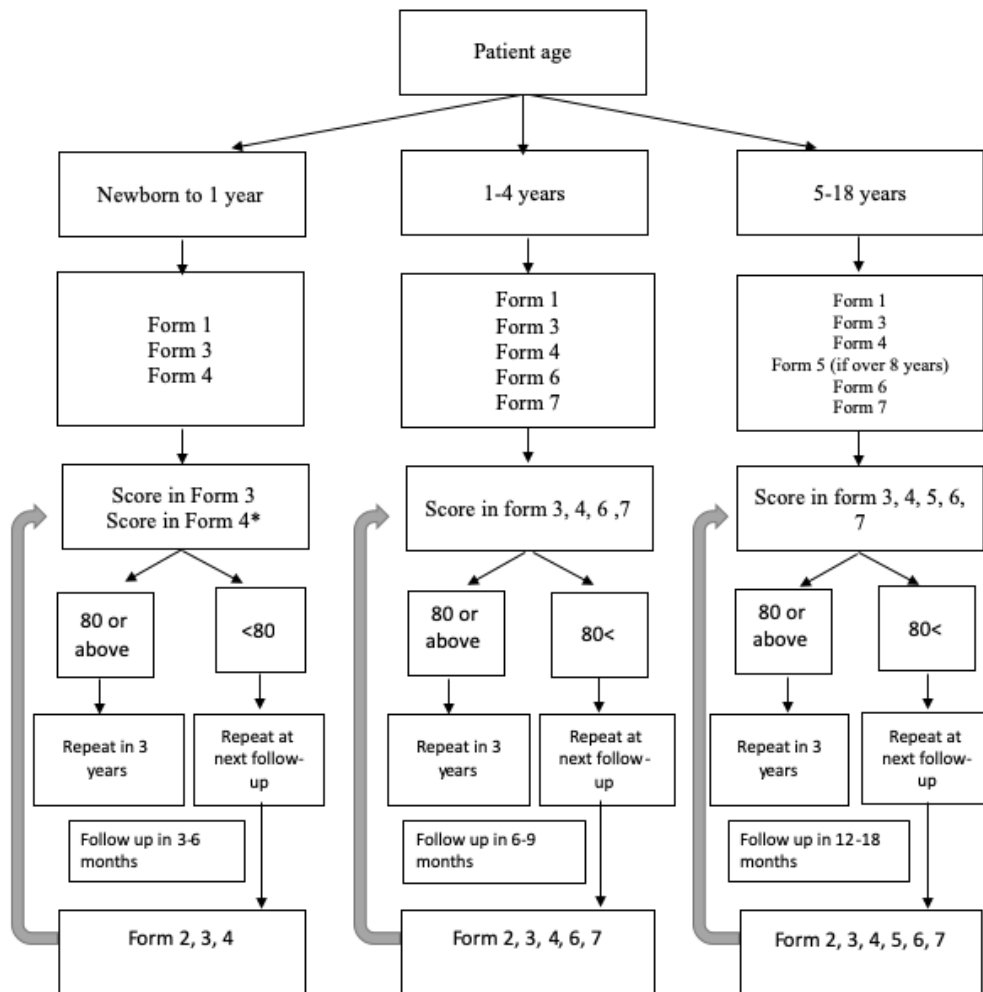 Patient age
Newborn to 1 year
1-4 years
5-18 years
Form 1
Form 3
Form 4
Form 1
Form 3
Form 4
Form 6
Form 7
Form 1
Form 3
Form 4
Form 5 (if over 8 years)
Form 6
Form 7
Score in Form 3
Score in Form 4*
Score in form 3, 4, 6 ,7
Score in form 3, 4, 5, 6,
7
80 or
above
<80
80 or
above
80<
80 or
above
80<
Repeat in 3
years
Repeat at
next follow-
up
Repeat in 3
years
Repeat at
next follow-
up
Repeat in 3
years
Repeat at
next follow-
up
Follow up in 3-6
months
Follow up in 6-9
months
Follow up in 12-18
months
Form 2, 3, 4
Form 2, 3, 4, 6, 7
Form 2, 3, 4, 5, 6, 7